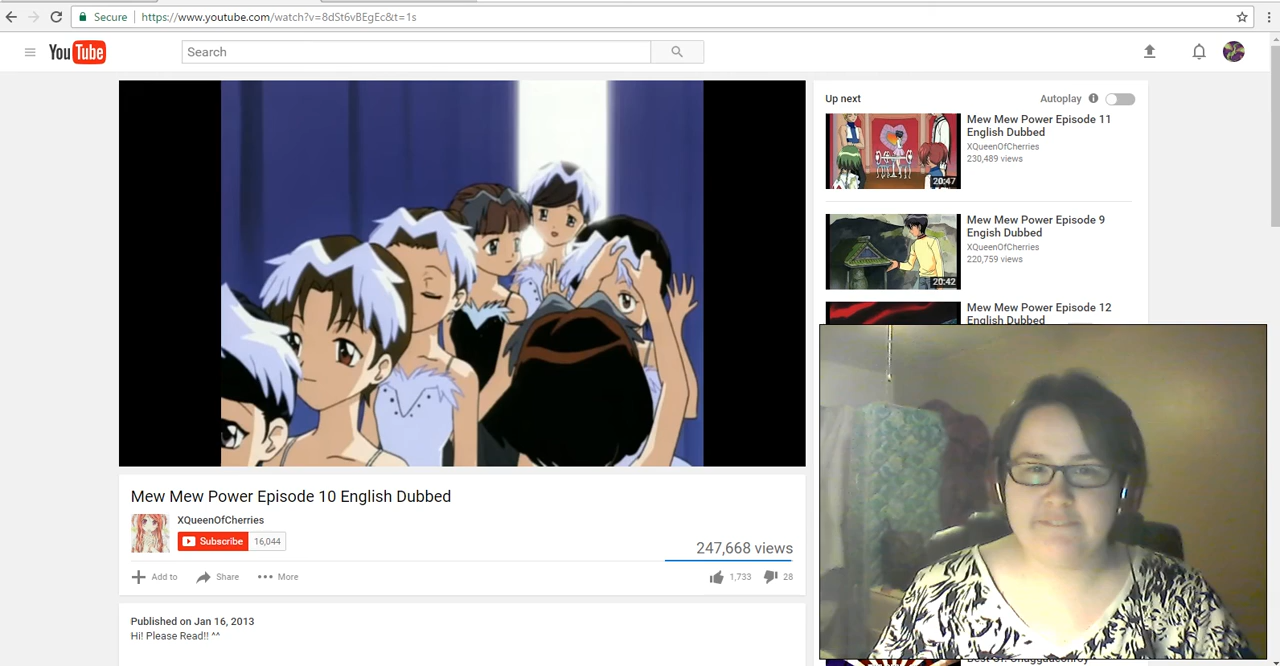 Secure
https://www.youtube.com/watch?v=8dSt6vBEgEc&t=1s
YouTube
Search
Mew Mew Power Episode 10 English Dubbed
XQueenOfCherries
Subscribe 16,044
247,668 views
Add to Share More
1,733 28
Published on Jan 16, 2013
Hi! Please Read!! ^^
Up next
Autoplay
Mew Mew Power Episode 11
English Dubbed
XQueenOfCherries
230,489 views
20:47
Mew Mew Power Episode 9
Engish Dubbed
XQueenOfCherries
220,759 views
20:42
Mew Mew Power Episode 12
English Dubbed